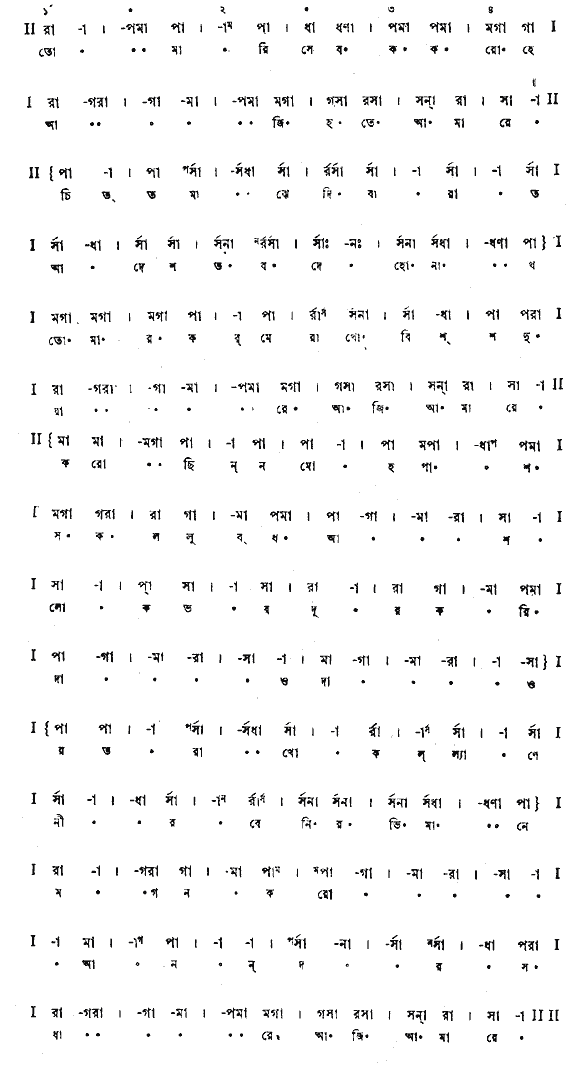 ১´ • ২ • ৩ ৪
II রা -া । -পমা পা । -াম পা । ধা ধণা । পমা পমা । মগা গা I
তো • •• মা • রি সে ব• ক• ক• রো• হে
I রা -গরা । -গা -মা । -পমা মগা । গসা রসা । সন্‌া রা । সা -া II
আ •• • • •• জি• হ• তে• আ• মা রে •
II {পা -া । পা র্সা । -র্সধা র্সা । র্রর্সা র্সা । -া র্সা । -া র্সা I
চি ত্ ত মা •• ঝে দি• বা • রা • ত
I র্সা -ধা । র্সা র্সা । র্সনা র্রর্সা । র্সাঃ -নঃ । র্সনা র্সধা । -ধণা পা} I
আ • দে শ ত• ব• দে • হো• না• •• থ
I মগা মগা । মগা পা । -া পা । র্রার্স র্সনা । র্সা -ধা । পা পরা I
তো• মা• র• ক র্ মে রা খো• বি শ্ শ দু•
I রা -গরা । -গা -মা । -পমা মগা । গসা রসা । সন্‌া রা । সা -া II
য়া •• • • •• রে• আ• জি• আ• মা রে •
II {মা মা । -মগা পা । -া পা । পা -া । পা মপা । -ধাপ পমা I
ক রো •• ছি ন্ ন মো • হ পা• • শ•
I মগা গরা । রা গা । -মা পমা । পা -গা । -মা -রা । সা -া I
স• ক• ল লু ব্ ধ• আ • • • শ •
I সা -া । প্‌া সা । -া সা । রা -া । রা গা । -মা পমা I
লো • ক ভ • য় দূ • র ক • রি•
I পা -গা । -মা -রা । -সা -া । মা -গা । -মা -রা । -া -সা} I
দা • • • ও • দা • • • • ও
I {পা পা । -া র্সা । -র্সধা র্সা । -া র্রা । -ার্স র্সা । -া র্সা I
র ত • রা •• খো • ক ল্ ল্যা • ণে
I র্সা -া । -ধা র্সা । -া র্রার্স । র্সনা র্সনা । র্সনা র্সধা । -ধণা পা} I
নী • • র • বে নি• র• ভি• মা• •• নে
I রা -া । -গরা গা । -মা পা । পা -গা । -মা -রা । -সা -া I
ম • •গ ন • ক রো • • • • •
I -া মা । -া পা । -া -া । র্সা -না । -র্সা র্সা । -ধা পরা I
• আ • ন • ন্ দ • • র • স•
I রা -গরা । -গা -মা । -পমা মগা । গসা রসা । সন্‌া রা । সা -া II II
ধা •• • • •• রে• আ• জি• আ• মা রে •